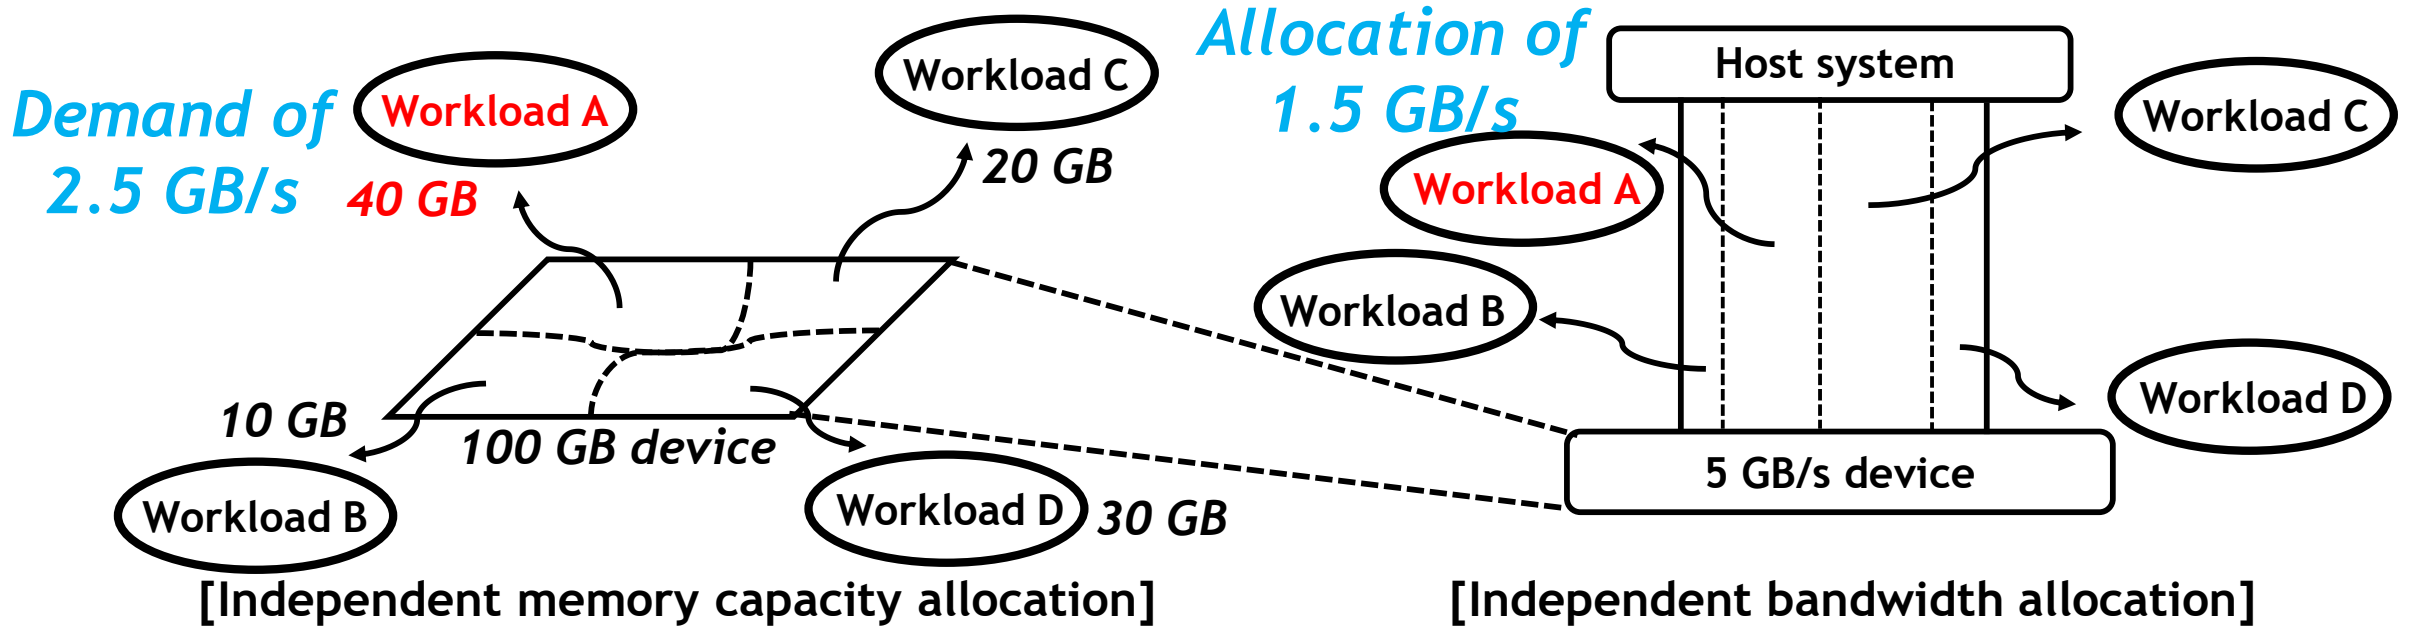 Demand of
2.5 GB/s
Workload A
40 GB
Workload C
20 GB
10 GB
Workload B
100 GB device
Workload D
30 GB
[Independent memory capacity allocation]
Allocation of
1.5 GB/s
Host system
Workload A
Workload C
Workload B
Workload D
5 GB/s device
[Independent bandwidth allocation]